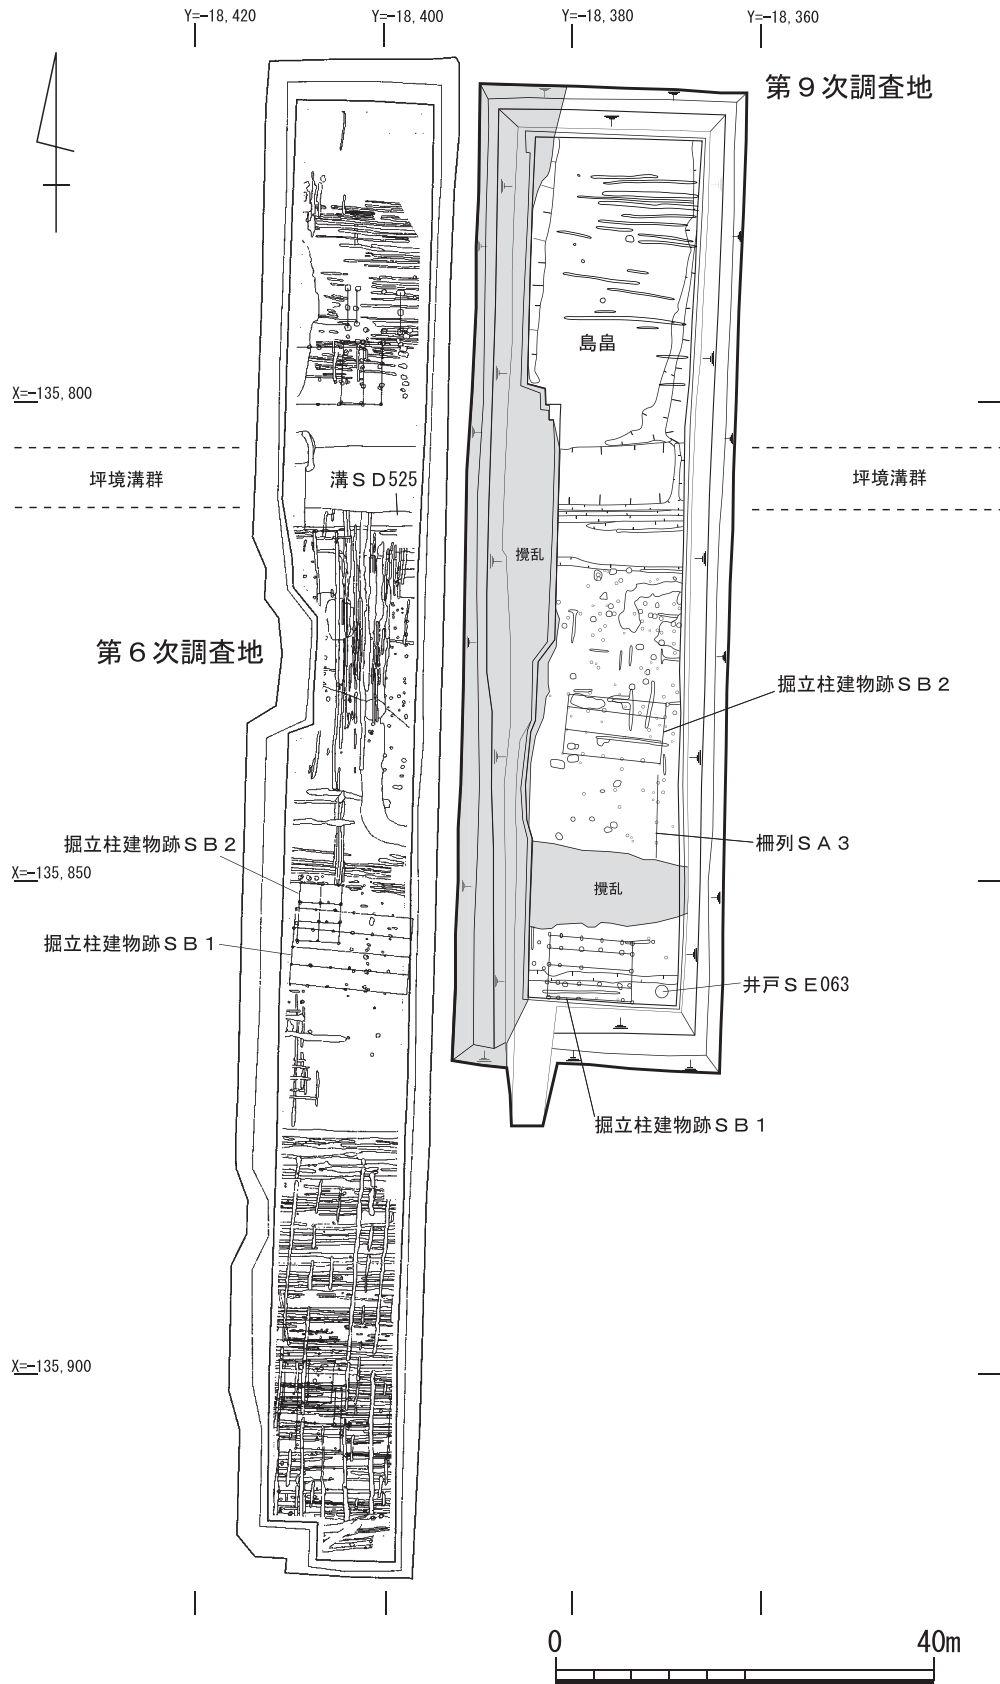 Y=-18,420
Y=-18,400
Y=-18,380
Y=-18,360
第９次調査地
島畠
X=-135,800
坪境溝群
溝ＳＤ525
坪境溝群
攪乱
第６次調査地
掘立柱建物跡ＳＢ２
掘立柱建物跡ＳＢ２
柵列ＳＡ３
X=-135,850
攪乱
掘立柱建物跡ＳＢ１
井戸ＳＥ063
掘立柱建物跡ＳＢ１
X=-135,900
0
40m